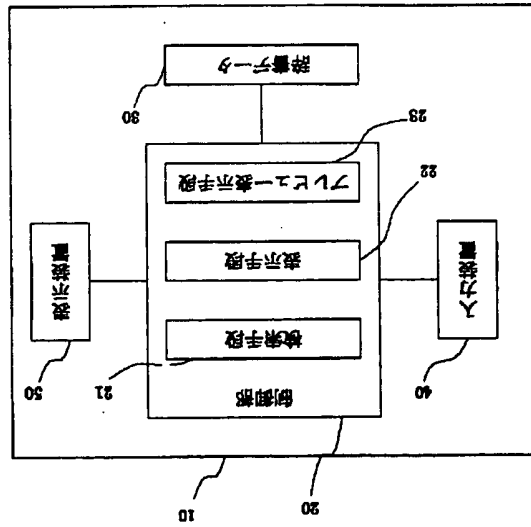 10
20
制御部
40
21
50
検索手段
入力装置
表示手段
表示装置
22
プレビュー表示手段
23
30
辞書データ